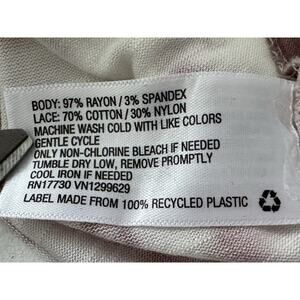 BODY: 97% RAYON / 3% SPANDEX
LACE: 70% COTTON / 30% NYLON
MACHINE WASH COLD WITH LIKE COLORS
GENTLE CYCLE
ONLY NON-CHLORINE BLEACH IF NEEDED
TUMBLE DRY LOW, REMOVE PROMPTLY
COOL IRON IF NEEDED
RN17730 VN1299629
LABEL MADE FROM 100% RECYCLED PLASTIC